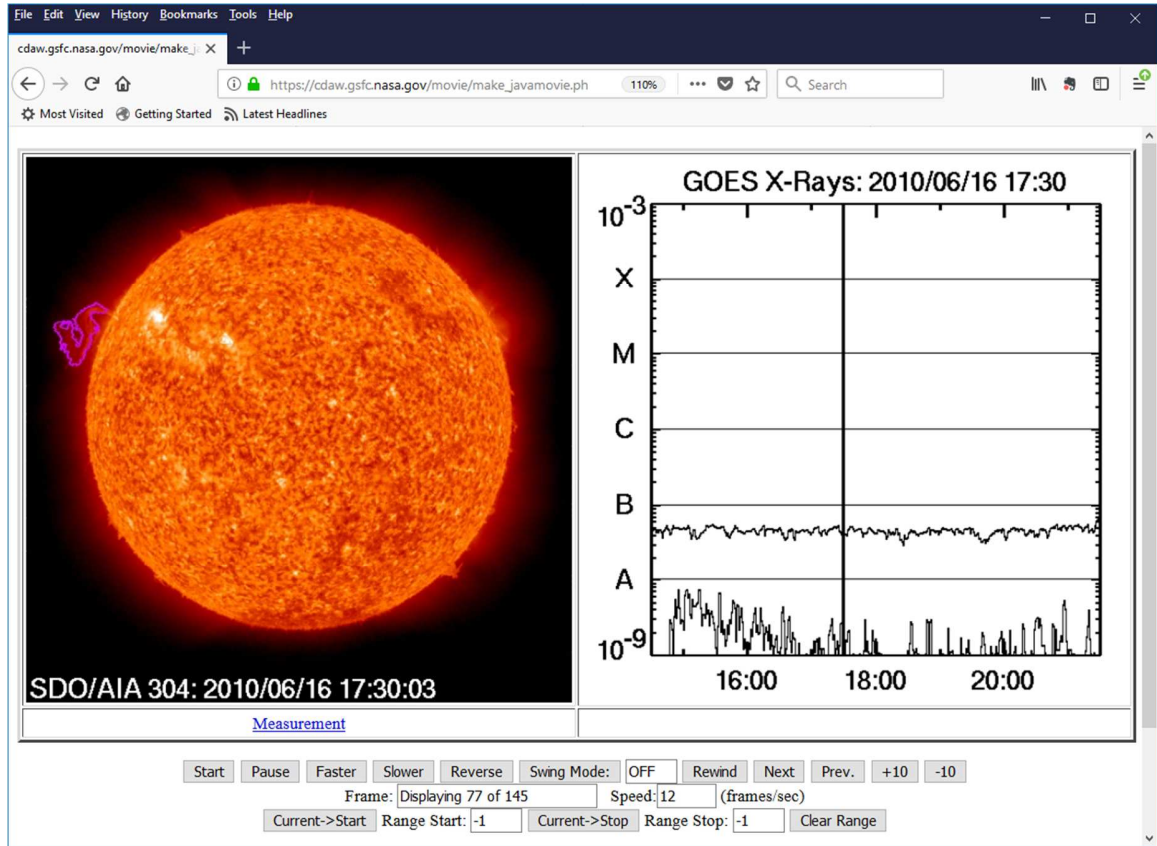 File Edit View History Bookmarks Tools Help
cdaw.gsfc.nasa.gov/movie/make_j
https://cdaw.gsfc.nasa.gov/movie/make_javamovie.ph 110% Search
Most Visited Getting Started Latest Headlines
GOES X-Rays: 2010/06/16 17:30
10-3
X
M
C
B
A
10-9
16:00 18:00 20:00
SDO/AIA 304: 2010/06/16 17:30:03
Measurement
Start Pause Faster Slower Reverse Swing Mode: OFF Rewind Next Prev. +10 -10
Frame: Displaying 77 of 145 Speed: 12 (frames/sec)
Current->Start Range Start: -1 Current->Stop Range Stop: -1 Clear Range